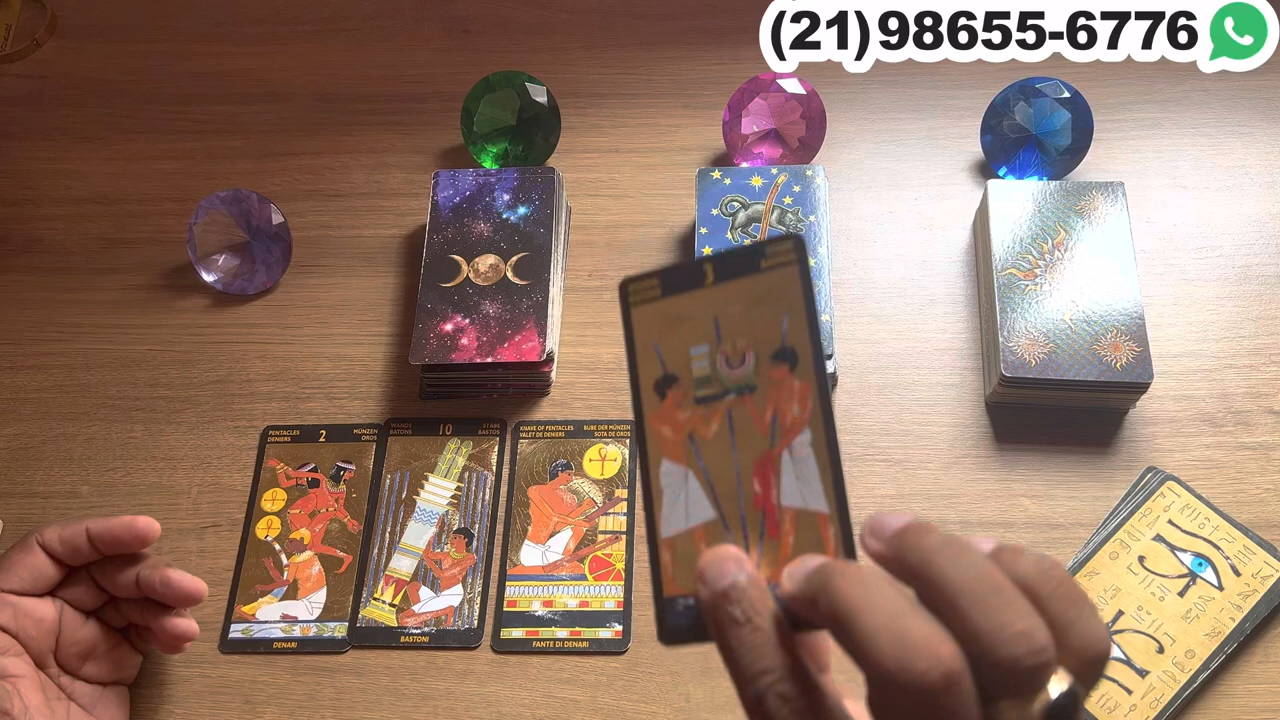 (21)98655-6776
PENTACLES
DENIERS
2
MÜNZEN
OROS
DENARI
WANDS
BATONS
10
STÄBE
BASTOS
BASTONI
KNAVE OF PENTACLES
VALET DE DENIERS
BUBE DER MÜNZEN
SOTA DE OROS
FANTE DI DENARI
3